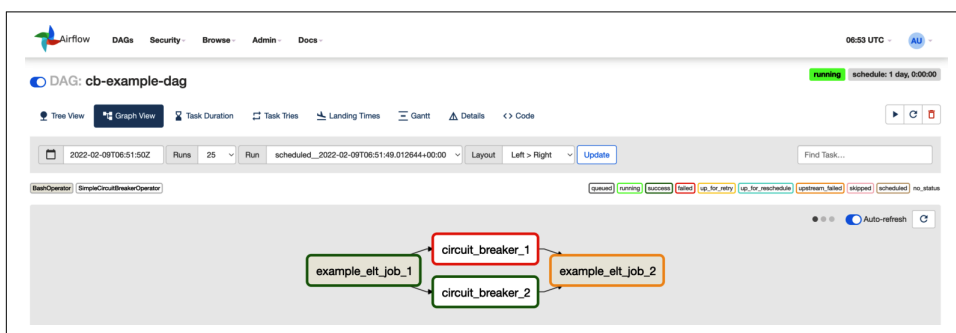 Airflow DAGs Security Browse Admin Docs 06:53 UTC AU
DAG: cb-example-dag running schedule: 1 day, 0:00:00
Tree View Graph View Task Duration Task Tries Landing Times Gantt Details <> Code
2022-02-09T06:51:50Z Runs 25 Run scheduled__2022-02-09T06:51:49.012644+00:00 Layout Left > Right Update Find Task...
BashOperator SimpleCircuitBreakerOperator queued running success failed up_for_retry up_for_reschedule upstream_failed skipped scheduled no_status
Auto-refresh
circuit_breaker_1
example_elt_job_1 example_elt_job_2
circuit_breaker_2